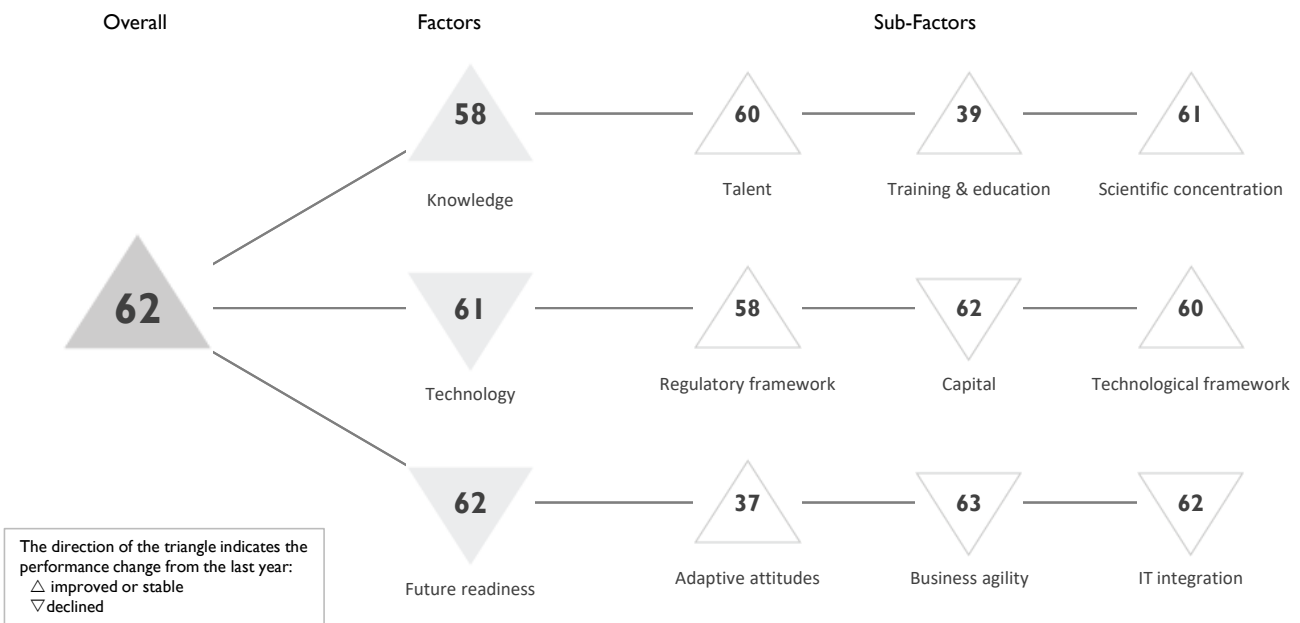 Overall Factors Sub-Factors
58 60 39 61
Knowledge Talent Training & education Scientific concentration
62 61 58 62 60
Technology Regulatory framework Capital Technological framework
62 37 63 62
Future readiness Adaptive attitudes Business agility IT integration
The direction of the triangle indicates the
performance change from the last year:
△ improved or stable
▽ declined